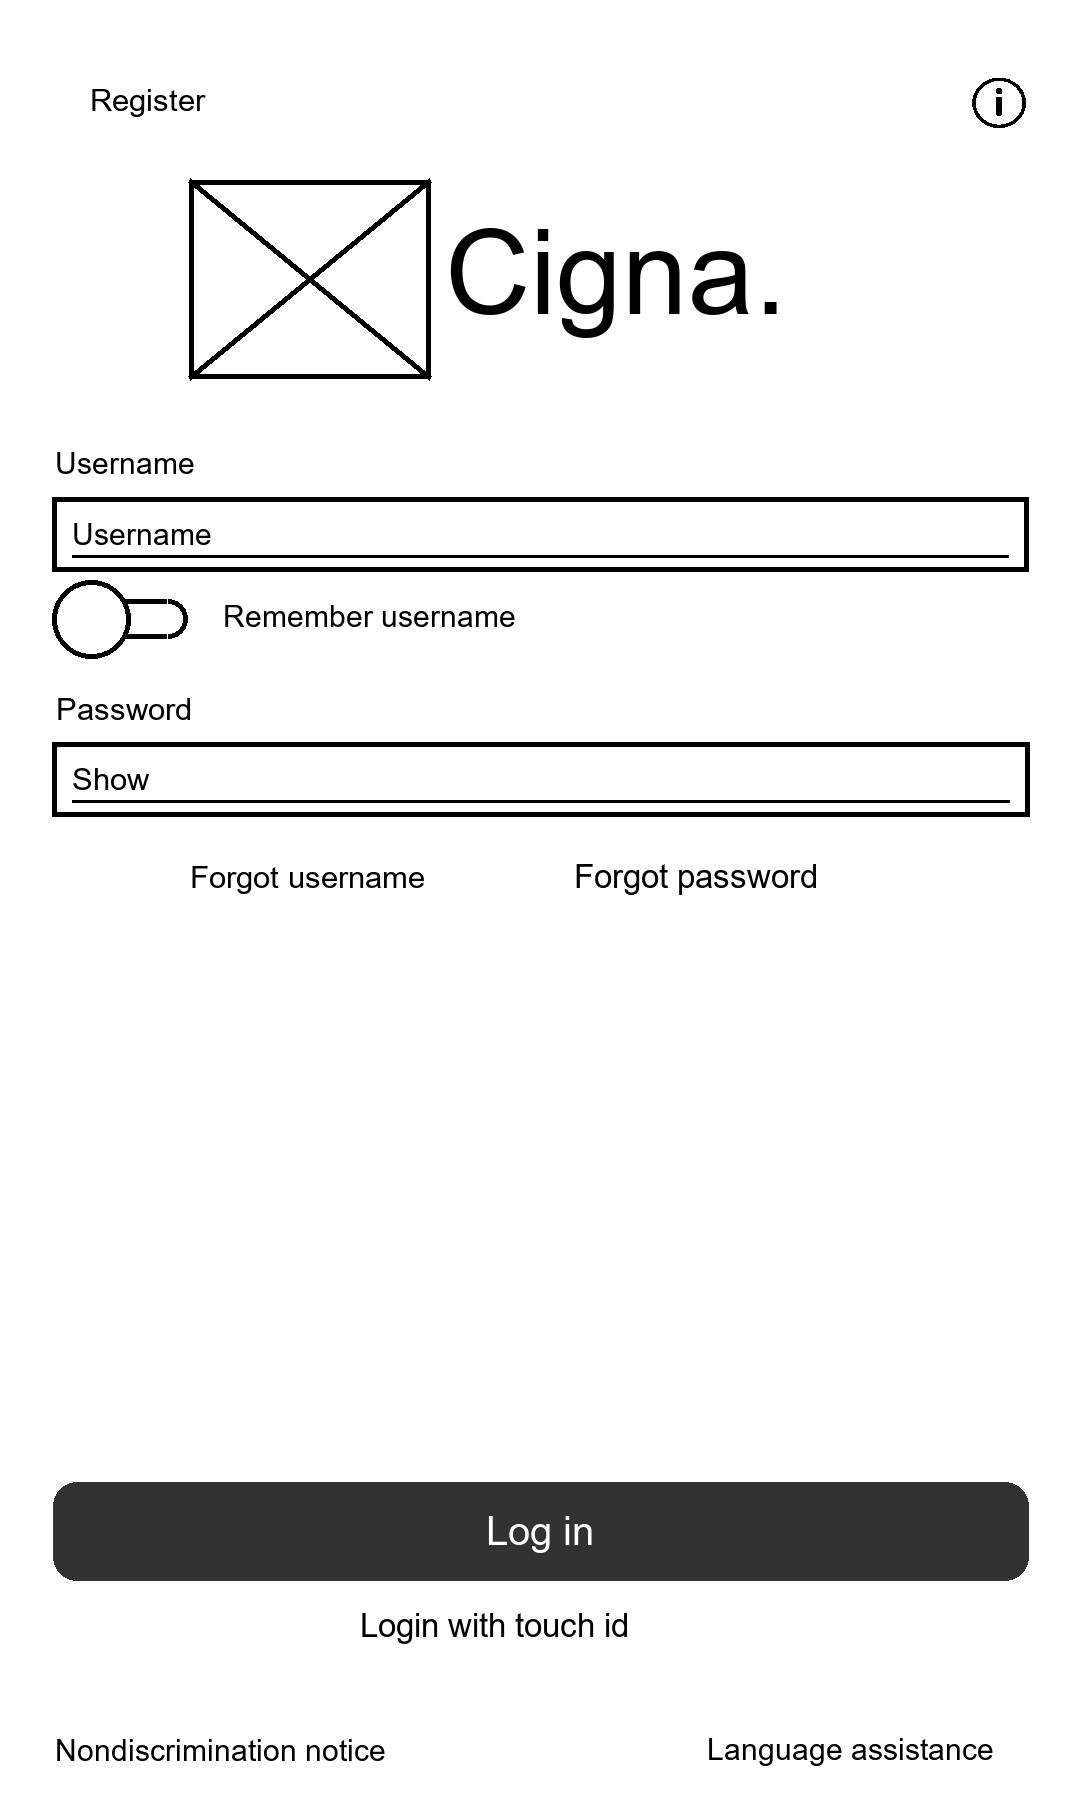 Register
i
Cigna.
Username
Username
Remember username
Password
Show
Forgot username
Forgot password
Log in
Login with touch id
Nondiscrimination notice
Language assistance